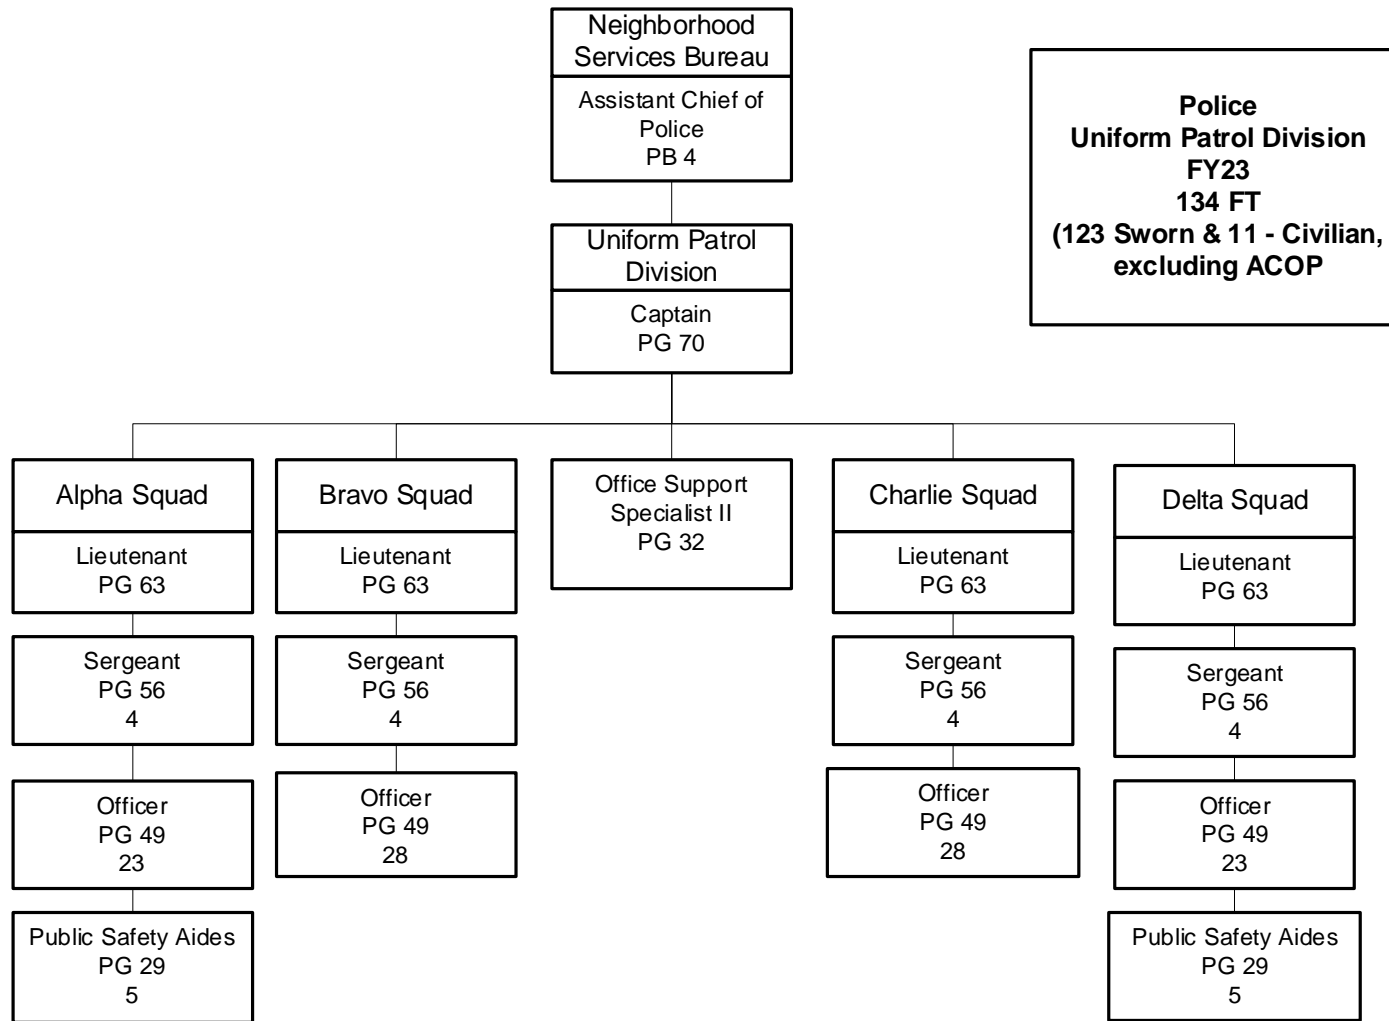 Neighborhood
Services Bureau
Assistant Chief of
Police
PB 4
Police
Uniform Patrol Division
FY23
134 FT
(123 Sworn & 11 - Civilian,
excluding ACOP
Uniform Patrol
Division
Captain
PG 70
Alpha Squad
Lieutenant
PG 63
Sergeant
PG 56
4
Officer
PG 49
23
Public Safety Aides
PG 29
5
Bravo Squad
Lieutenant
PG 63
Sergeant
PG 56
4
Officer
PG 49
28
Office Support
Specialist II
PG 32
Charlie Squad
Lieutenant
PG 63
Sergeant
PG 56
4
Officer
PG 49
28
Delta Squad
Lieutenant
PG 63
Sergeant
PG 56
4
Officer
PG 49
23
Public Safety Aides
PG 29
5